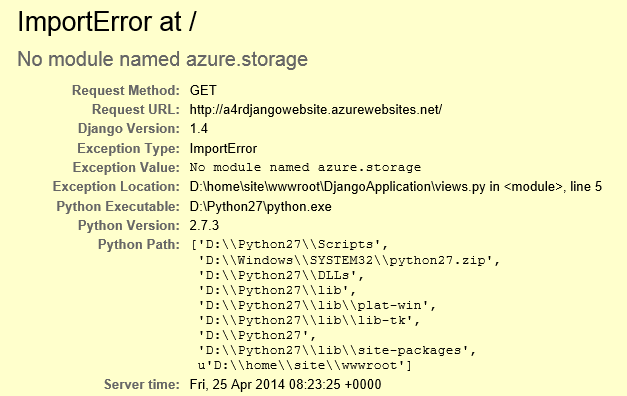 ImportError at /
No module named azure.storage
Request Method: GET
Request URL: http://a4rdjangowebsite.azurewebsites.net/
Django Version: 1.4
Exception Type: ImportError
Exception Value: No module named azure.storage
Exception Location: D:\home\site\wwwroot\DjangoApplication\views.py in <module>, line 5
Python Executable: D:\Python27\python.exe
Python Version: 2.7.3
Python Path: ['D:\\Python27\\Scripts',
'D:\\Windows\\SYSTEM32\\python27.zip',
'D:\\Python27\\DLLs',
'D:\\Python27\\lib',
'D:\\Python27\\lib\\plat-win',
'D:\\Python27\\lib\\lib-tk',
'D:\\Python27',
'D:\\Python27\\lib\\site-packages',
u'D:\\home\\site\\wwwroot']
Server time: Fri, 25 Apr 2014 08:23:25 +0000